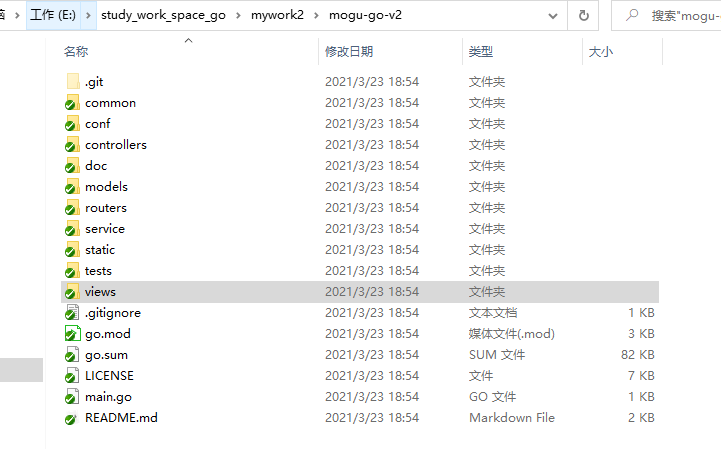 工作 (E:) › study_work_space_go › mywork2 › mogu-go-v2 搜索"mogu-
名称 修改日期 类型 大小
.git 2021/3/23 18:54 文件夹
common 2021/3/23 18:54 文件夹
conf 2021/3/23 18:54 文件夹
controllers 2021/3/23 18:54 文件夹
doc 2021/3/23 18:54 文件夹
models 2021/3/23 18:54 文件夹
routers 2021/3/23 18:54 文件夹
service 2021/3/23 18:54 文件夹
static 2021/3/23 18:54 文件夹
tests 2021/3/23 18:54 文件夹
views 2021/3/23 18:54 文件夹
.gitignore 2021/3/23 18:54 文本文档 1 KB
go.mod 2021/3/23 18:54 媒体文件(.mod) 3 KB
go.sum 2021/3/23 18:54 SUM 文件 82 KB
LICENSE 2021/3/23 18:54 文件 7 KB
main.go 2021/3/23 18:54 GO 文件 1 KB
README.md 2021/3/23 18:54 Markdown File 2 KB